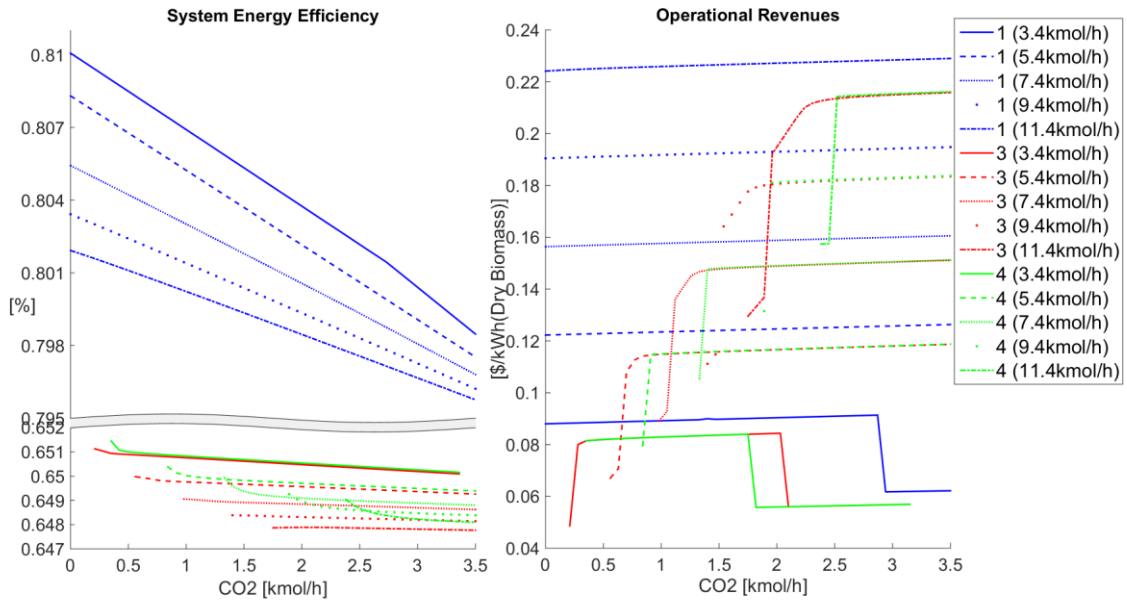 System Energy Efficiency
0.81
0.807
0.804
0.801
[%]
0.798
0.795
0.652
0.651
0.65
0.649
0.648
0.647
0 0.5 1 1.5 2 2.5 3 3.5
CO2 [kmol/h]
Operational Revenues
[$/kWh(Dry Biomass)]
0.24
0.22
0.2
0.18
0.16
0.14
0.12
0.1
0.08
0.06
0.04
0 0.5 1 1.5 2 2.5 3 3.5
CO2 [kmol/h]
1 (3.4kmol/h)
1 (5.4kmol/h)
1 (7.4kmol/h)
1 (9.4kmol/h)
1 (11.4kmol/h)
3 (3.4kmol/h)
3 (5.4kmol/h)
3 (7.4kmol/h)
3 (9.4kmol/h)
3 (11.4kmol/h)
4 (3.4kmol/h)
4 (5.4kmol/h)
4 (7.4kmol/h)
4 (9.4kmol/h)
4 (11.4kmol/h)